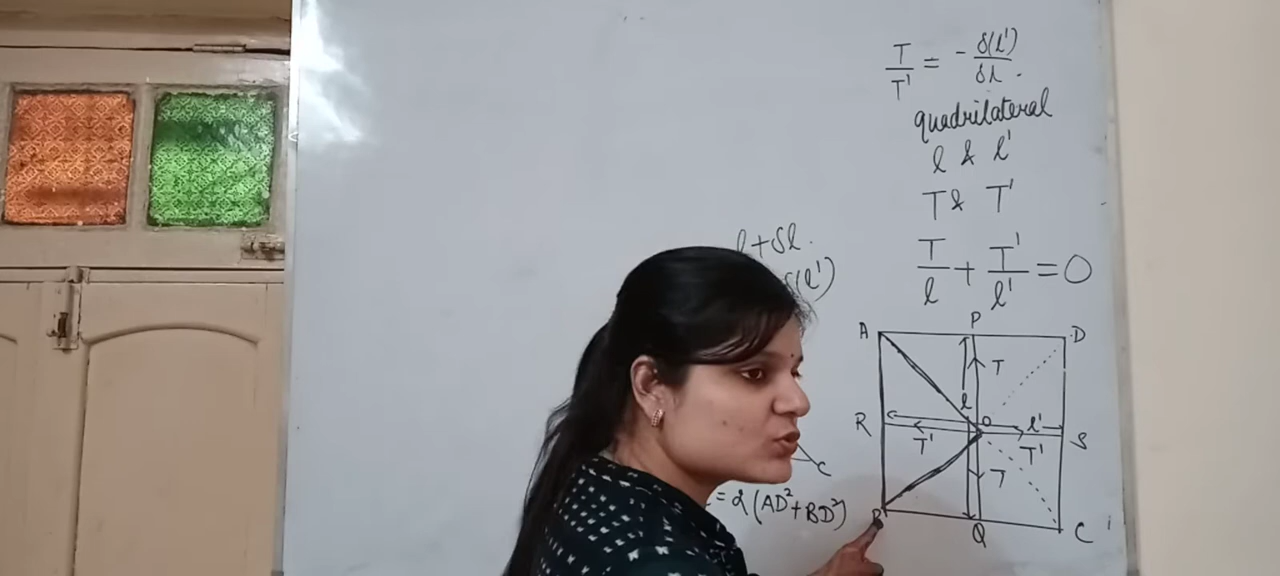 T/T' = - δ(l')/δl .
quadrilateral
l & l'
T & T'
T/l + T'/l' = 0
l + δl .
δ(l')
A P D
T
l
R O l' S
T' T'
T
C
= 2(AD² + BD²)
B Q C